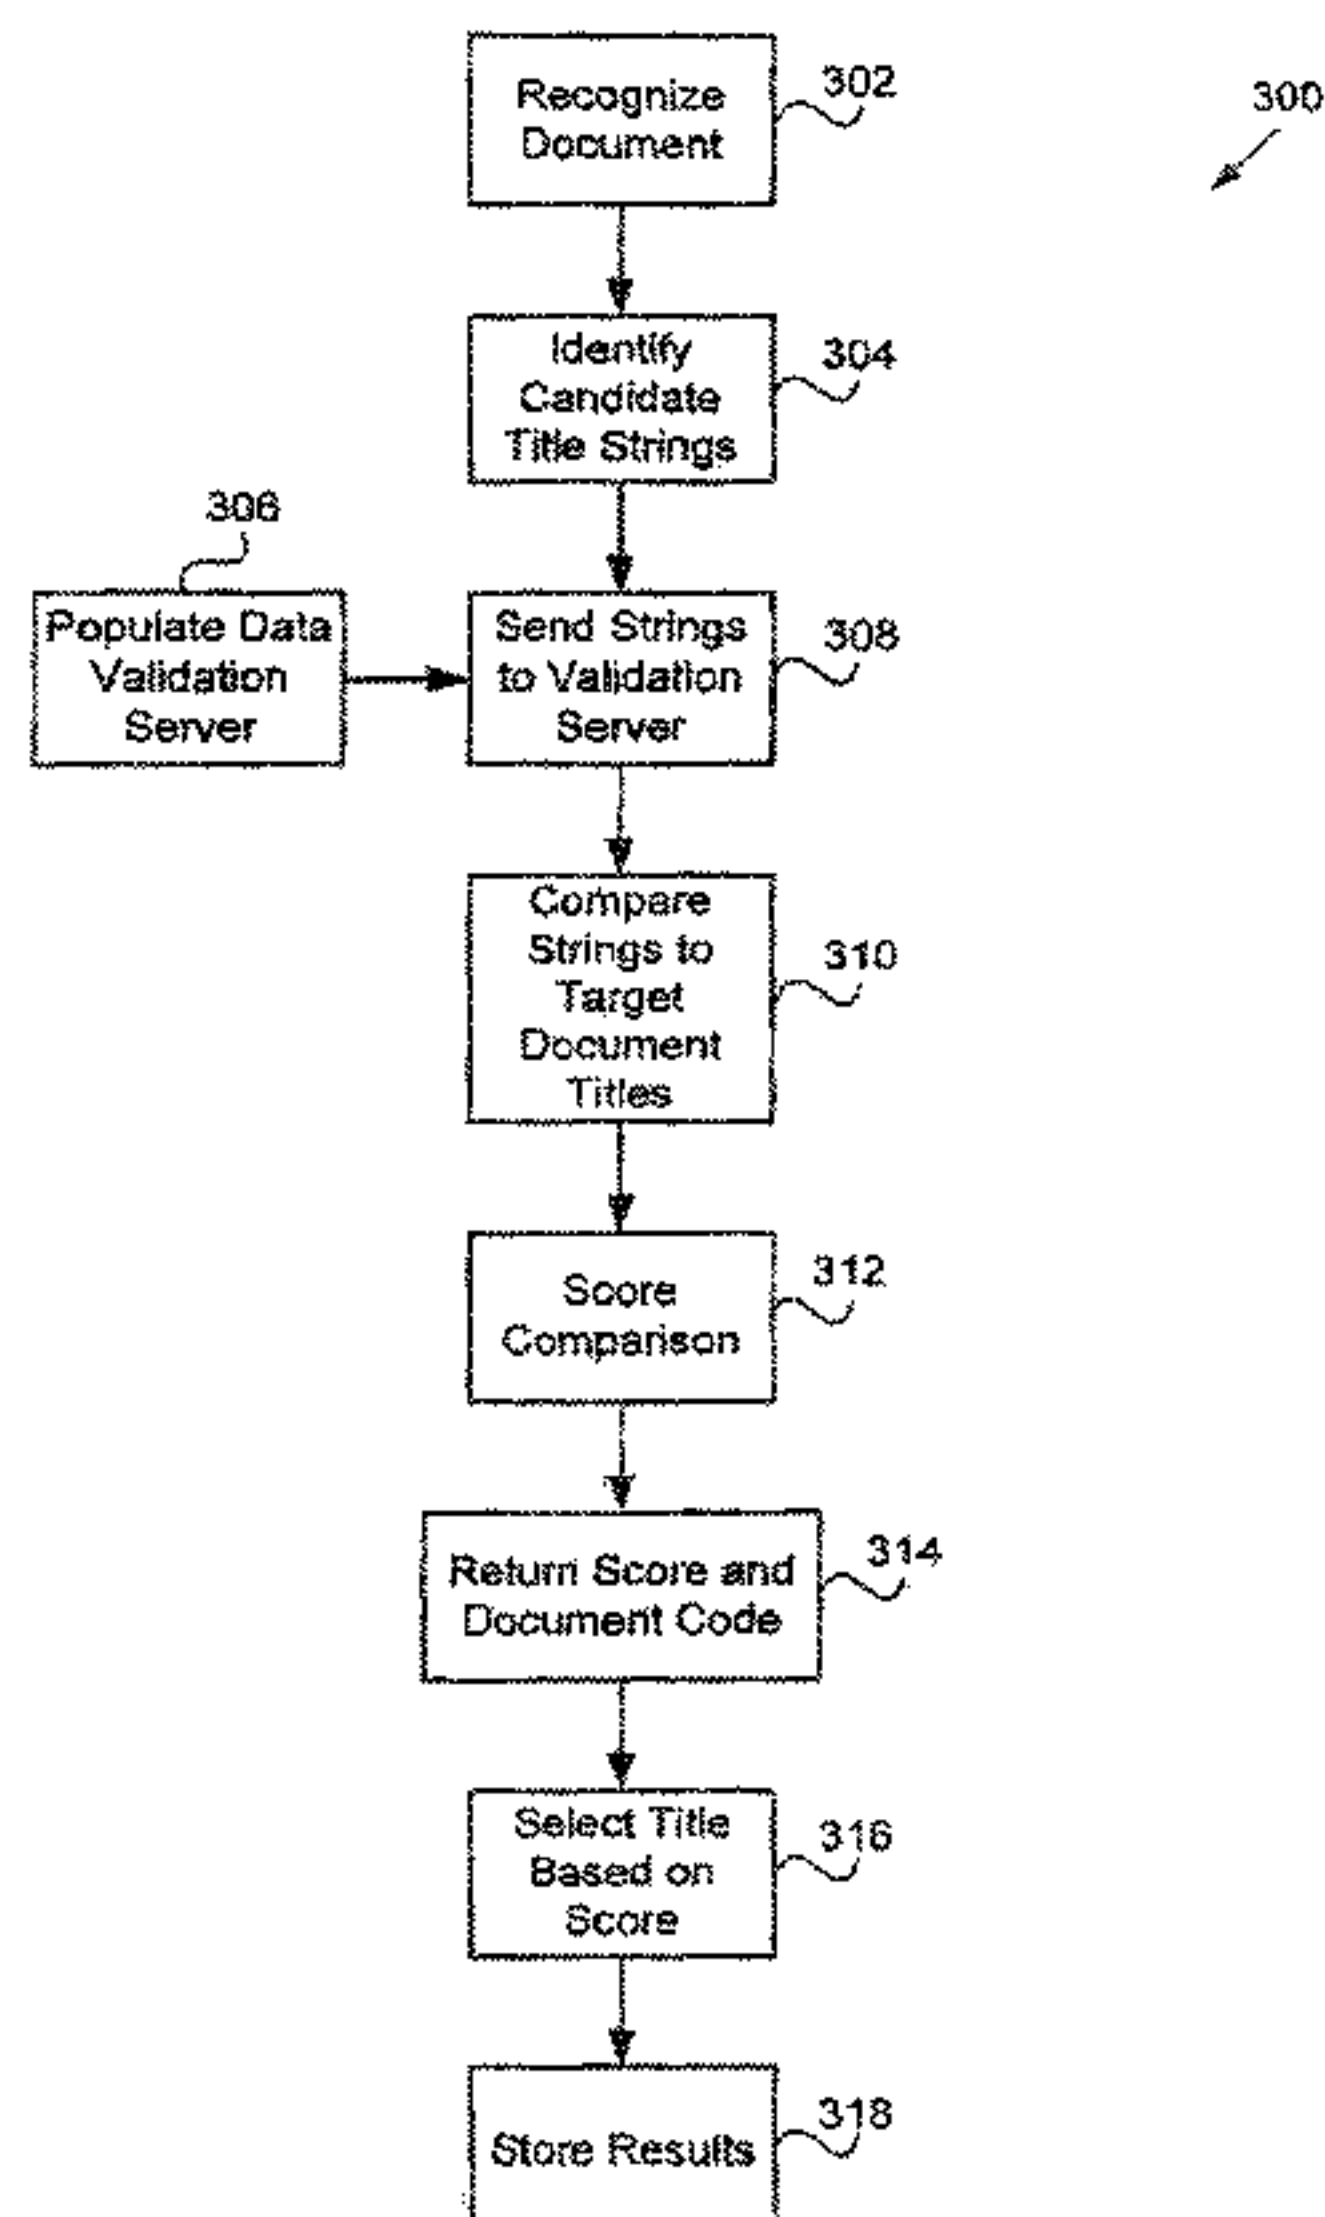 Recognize
Document
302
300
Identify
Candidate
Title Strings
304
306
Populate Data
Validation
Server
Send Strings
to Validation
Server
308
Compare
Strings to
Target
Document
Titles
310
Score
Comparison
312
Return Score and
Document Code
314
Select Title
Based on
Score
316
Store Results
318